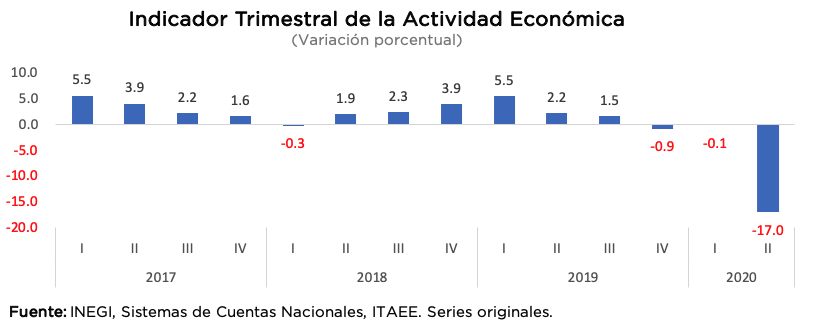 Indicador Trimestral de la Actividad Económica
(Variación porcentual)
10.0
5.0
0.0
-5.0
-10.0
-15.0
-20.0
5.5 3.9 2.2 1.6 -0.3 1.9 2.3 3.9 5.5 2.2 1.5 -0.9 -0.1 -17.0
I II III IV I II III IV I II III IV I II
2017 2018 2019 2020
Fuente: INEGI, Sistemas de Cuentas Nacionales, ITAEE. Series originales.